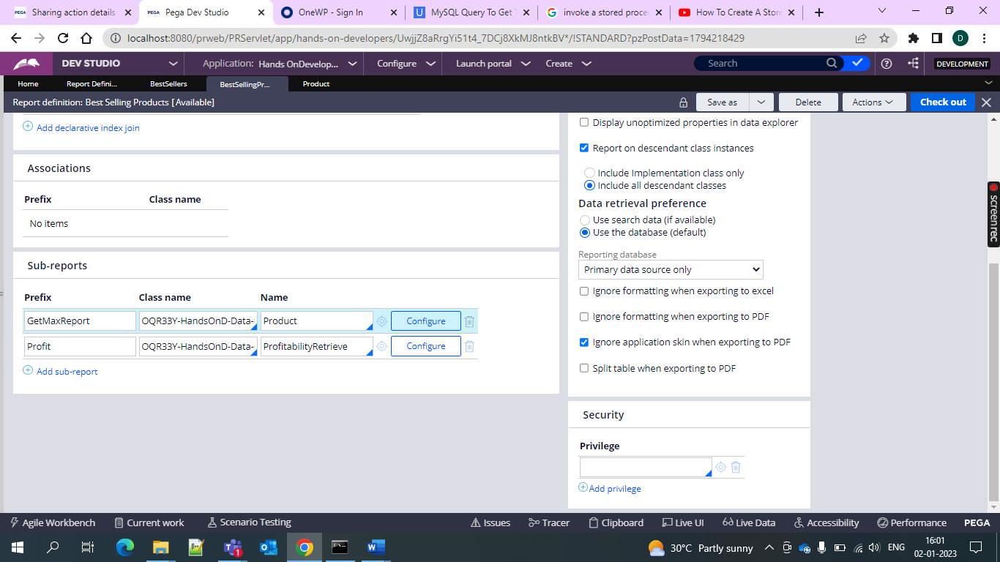 PEGA Sharing action details
PEGA Pega Dev Studio
OneWP - Sign In
MySQL Query To Get
invoke a stored proce
How To Create A Store
localhost:8080/prweb/PRServlet/app/hands-on-developers/UwjjZ8aRrgYi51t4_7DCj8XkMJ8ntkBV*/!STANDARD?pzPostData=1794218429
D
DEV STUDIO
Application: Hands OnDevelop...
Configure
Launch portal
Create
Search
DEVELOPMENT
Home
Report Defini...
BestSellers
BestSellingPr...
Product
Report definition: Best Selling Products [Available]
Save as
Delete
Actions
Check out
Add declarative index join
Associations
Prefix Class name
No items
Sub-reports
Prefix Class name Name
GetMaxReport OQR33Y-HandsOnD-Data- Product Configure
Profit OQR33Y-HandsOnD-Data- ProfitabilityRetrieve Configure
Add sub-report
Display unoptimized properties in data explorer
Report on descendant class instances
Include Implementation class only
Include all descendant classes
Data retrieval preference
Use search data (if available)
Use the database (default)
Reporting database
Primary data source only
Ignore formatting when exporting to excel
Ignore formatting when exporting to PDF
Ignore application skin when exporting to PDF
Split table when exporting to PDF
Security
Privilege
Add privilege
screenrec
Agile Workbench
Current work
Scenario Testing
Issues
Tracer
Clipboard
Live UI
Live Data
Accessibility
Performance
PEGA
1
30°C Partly sunny
ENG
16:01
02-01-2023